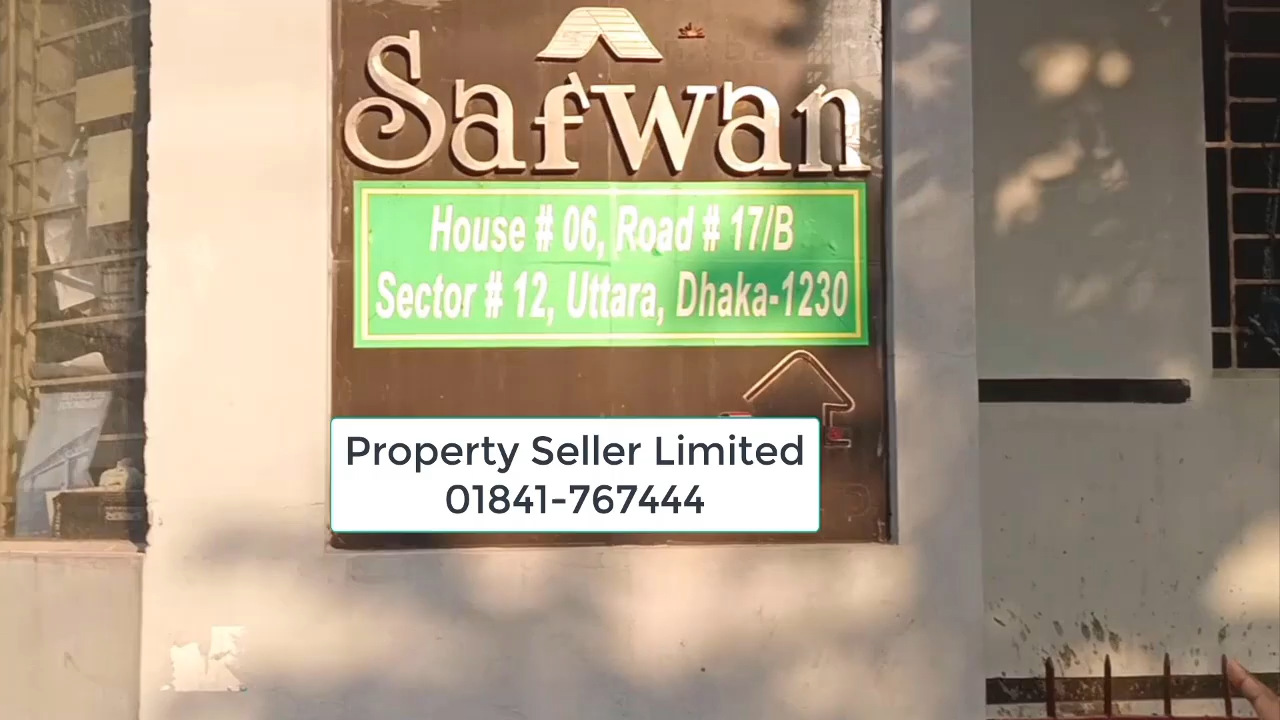 Safwan
House # 06, Road # 17/B
Sector # 12, Uttara, Dhaka-1230
Property Seller Limited
01841-767444